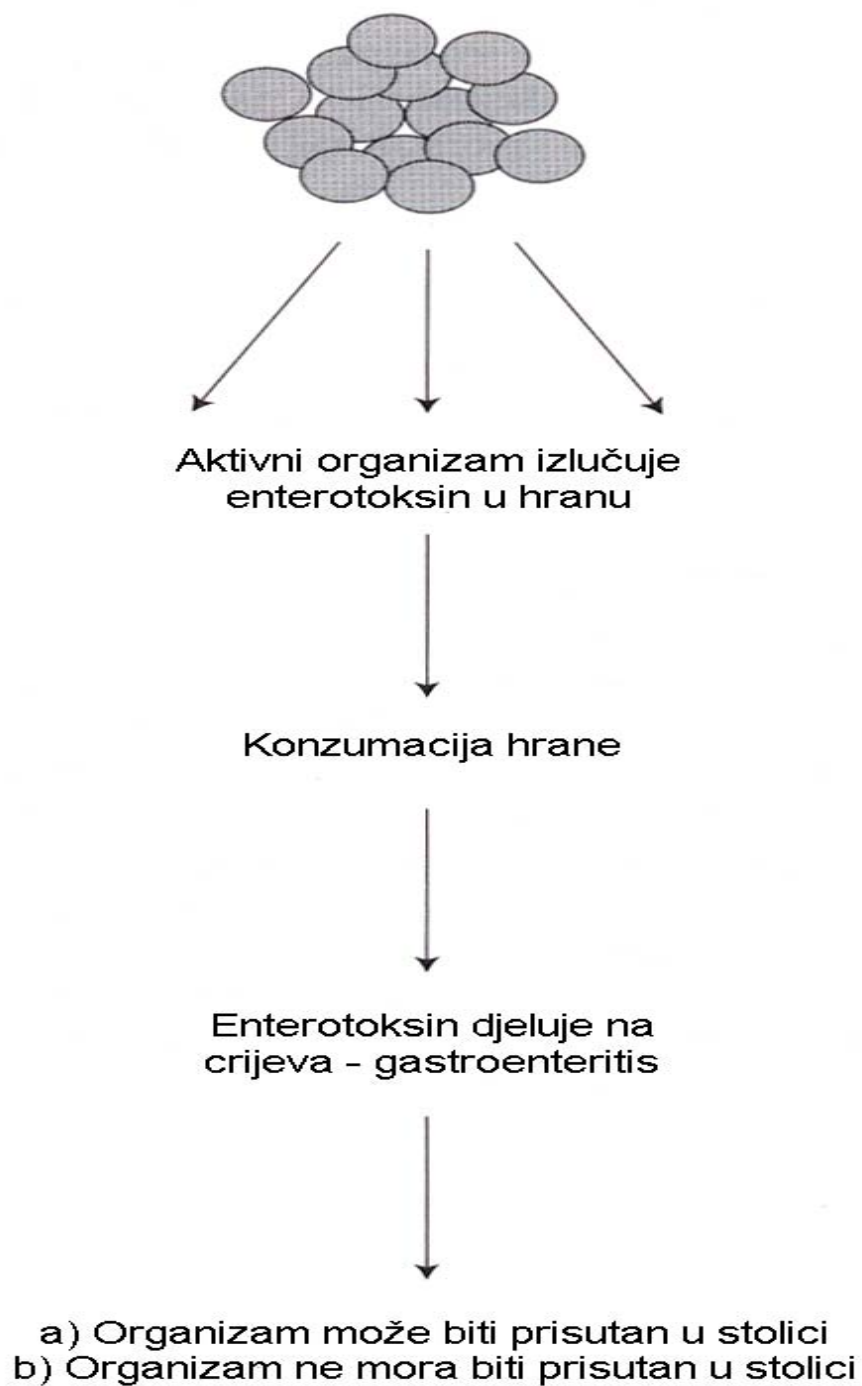 Aktivni organizam izlučuje
enterotoksin u hranu
Konzumacija hrane
Enterotoksin djeluje na
crijeva - gastroenteritis
a) Organizam može biti prisutan u stolici
b) Organizam ne mora biti prisutan u stolici